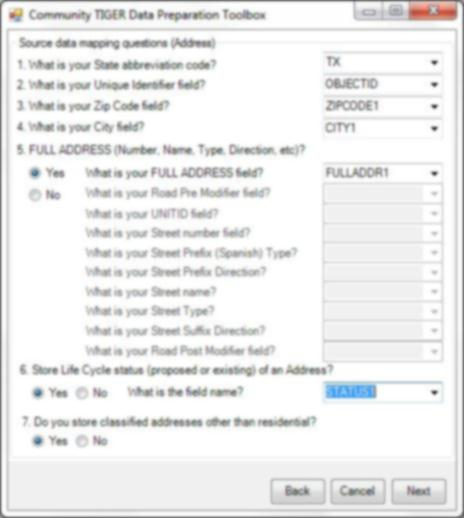 Community TIGER Data Preparation Toolbox
Source data mapping questions (Address)
1. What is your State abbreviation code? TX
2. What is your Unique Identifier field? OBJECTID
3. What is your Zip Code field? ZIPCODE1
4. What is your City field? CITY1
5. FULL ADDRESS (Number, Name, Type, Direction, etc)?
Yes What is your FULL ADDRESS field? FULLADDR1
No What is your Road Pre Modifier field?
What is your UNITID field?
What is your Street number field?
What is your Street Prefix (Spanish) Type?
What is your Street Prefix Direction?
What is your Street name?
What is your Street Type?
What is your Street Suffix Direction?
What is your Road Post Modifier field?
6. Store Life Cycle status (proposed or existing) of an Address?
Yes No What is the field name? STATUS1
7. Do you store classified addresses other than residential?
Yes No
Back Cancel Next